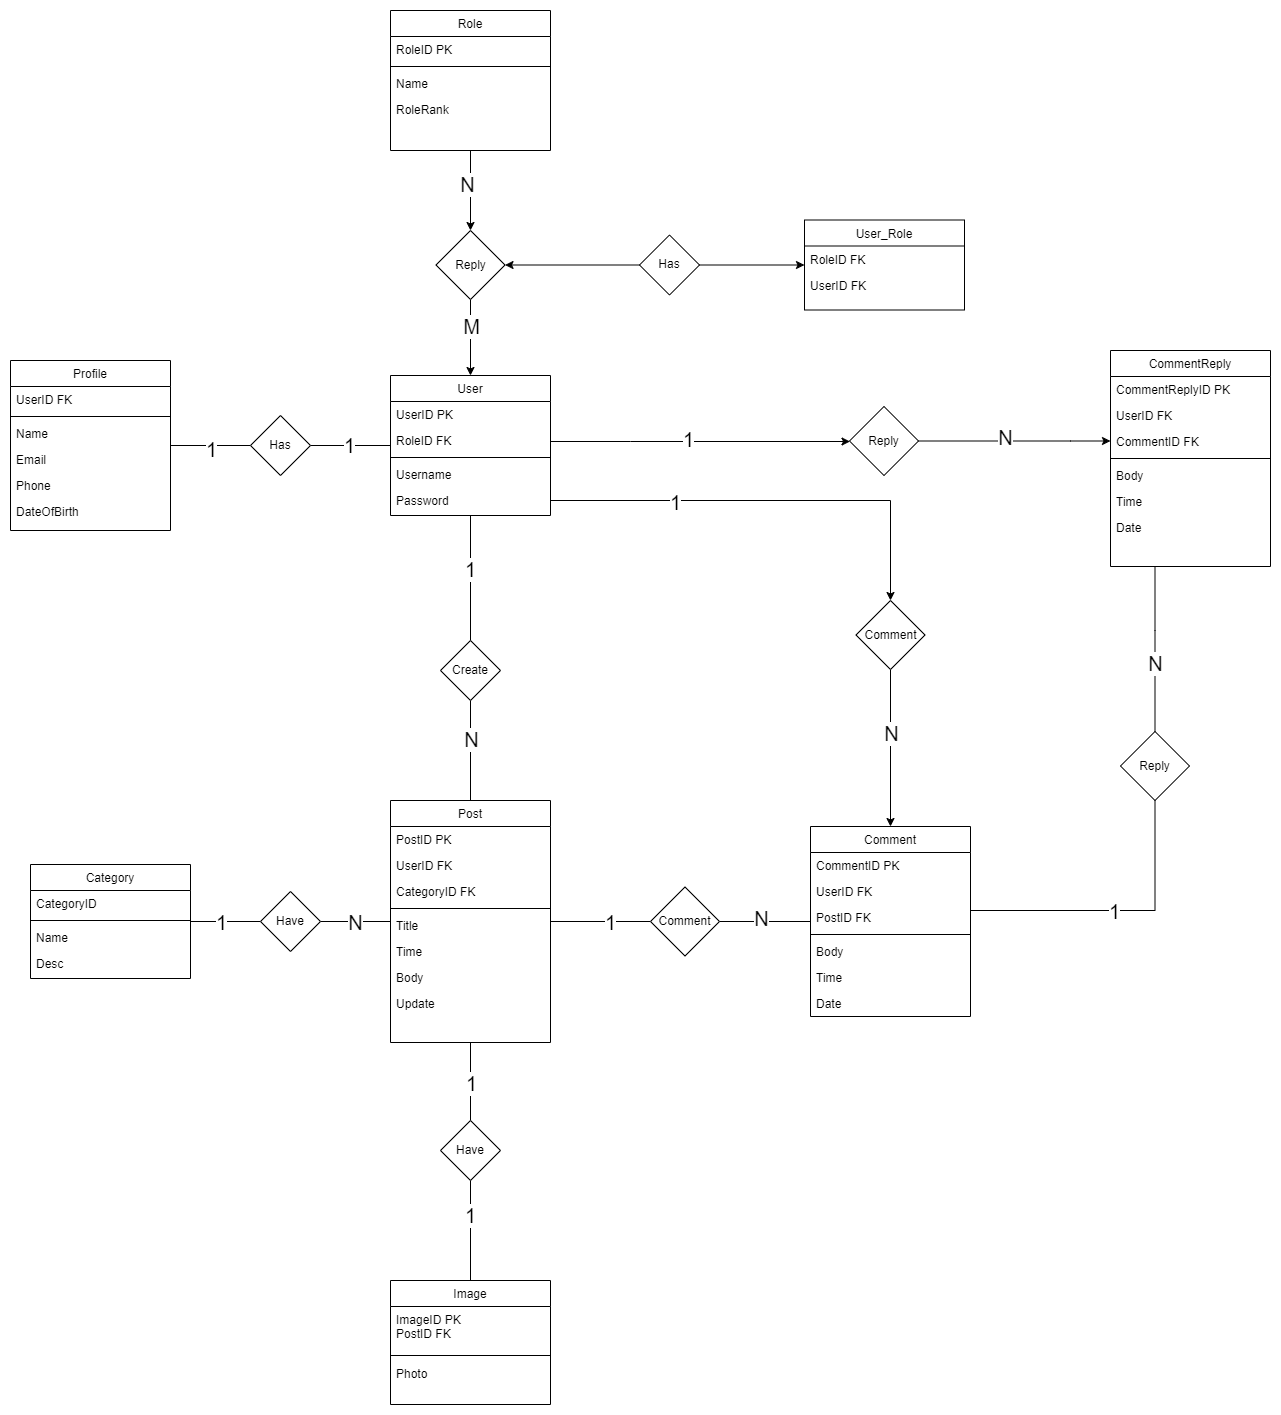 Role
RoleID PK
Name
RoleRank
N
Reply
Has
User_Role
RoleID FK
UserID FK
M
Profile
UserID FK
Name
Email
Phone
DateOfBirth
1
Has
1
User
UserID PK
RoleID FK
Username
Password
1
Reply
N
CommentReply
CommentReplyID PK
UserID FK
CommentID FK
Body
Time
Date
1
1
Comment
N
Create
N
N
Reply
Post
PostID PK
UserID FK
CategoryID FK
Title
Time
Body
Update
Category
CategoryID
Name
Desc
1
Have
N
1
Comment
N
Comment
CommentID PK
UserID FK
PostID FK
Body
Time
Date
1
1
Have
1
Image
ImageID PK
PostID FK
Photo